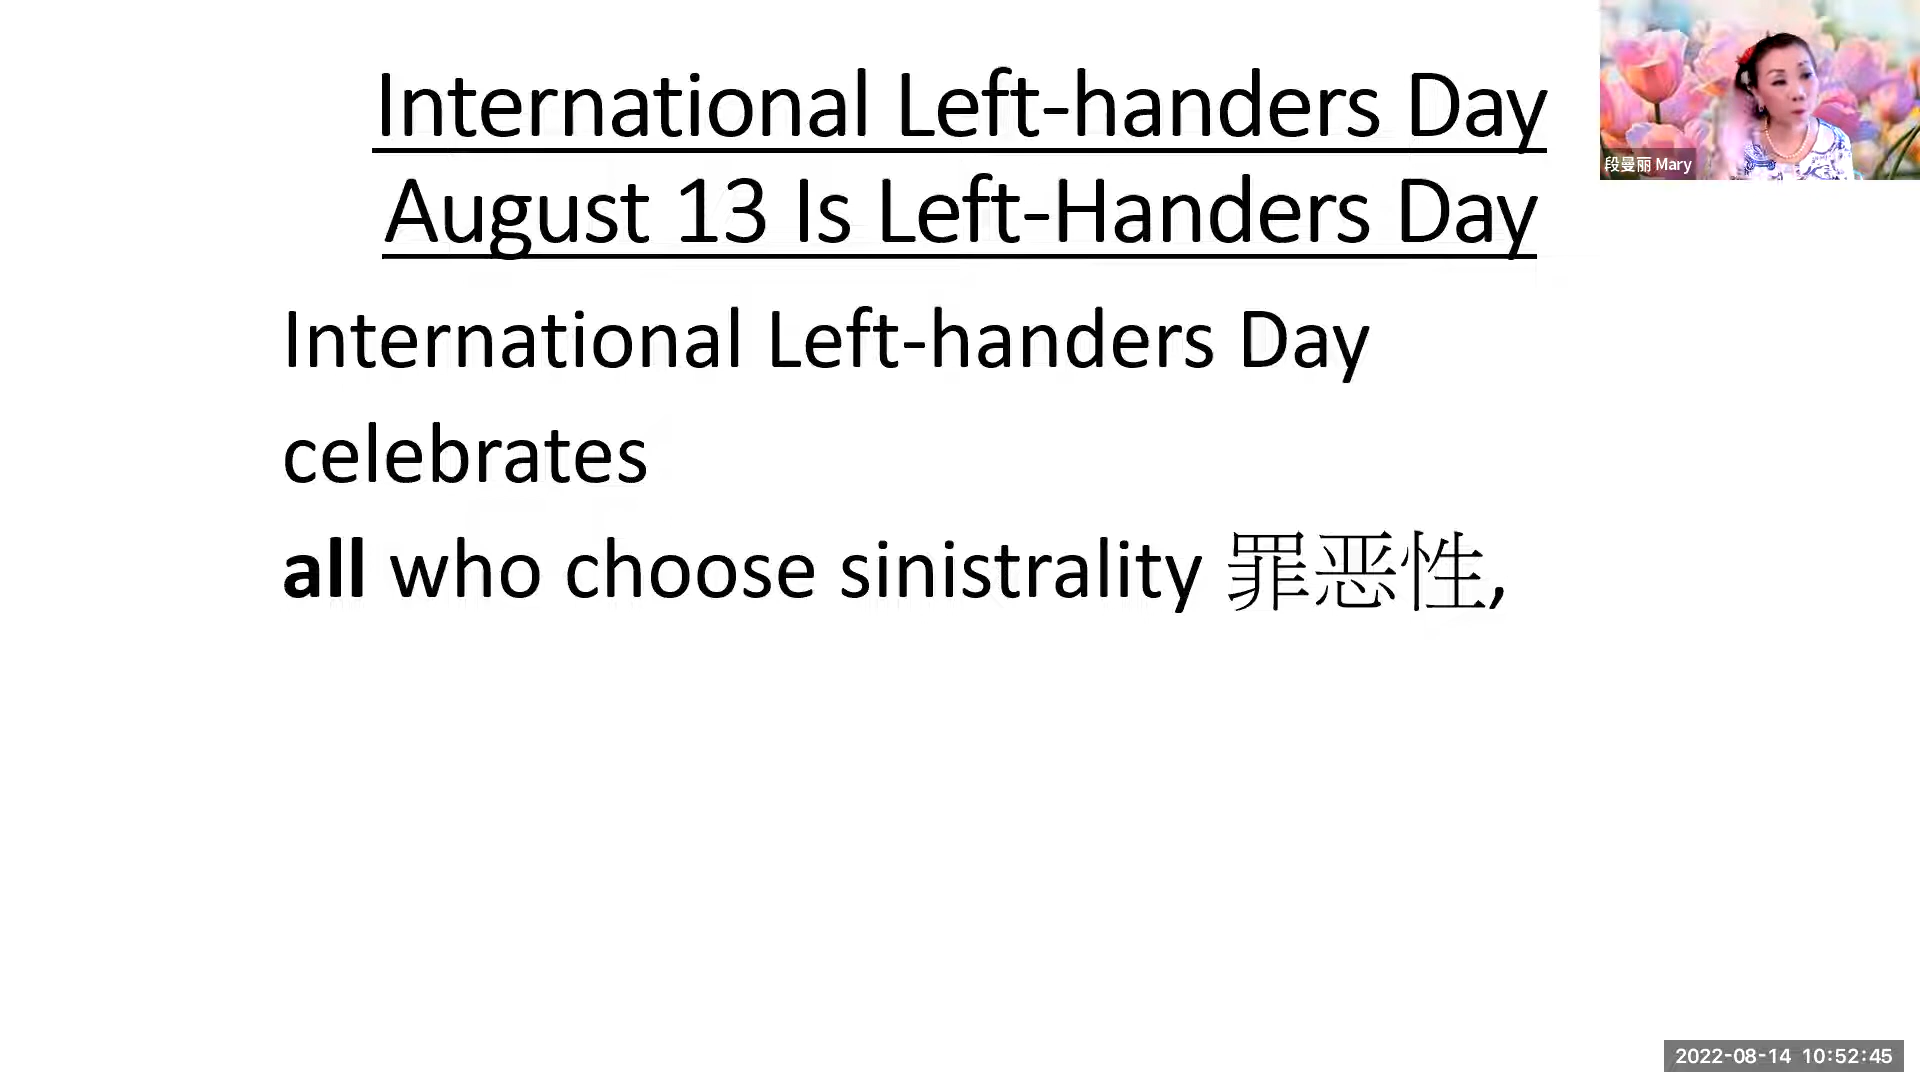 International Left-handers Day
August 13 Is Left-Handers Day
International Left-handers Day
celebrates
all who choose sinistrality 罪恶性,
段曼丽 Mary
2022-08-14 10:52:45